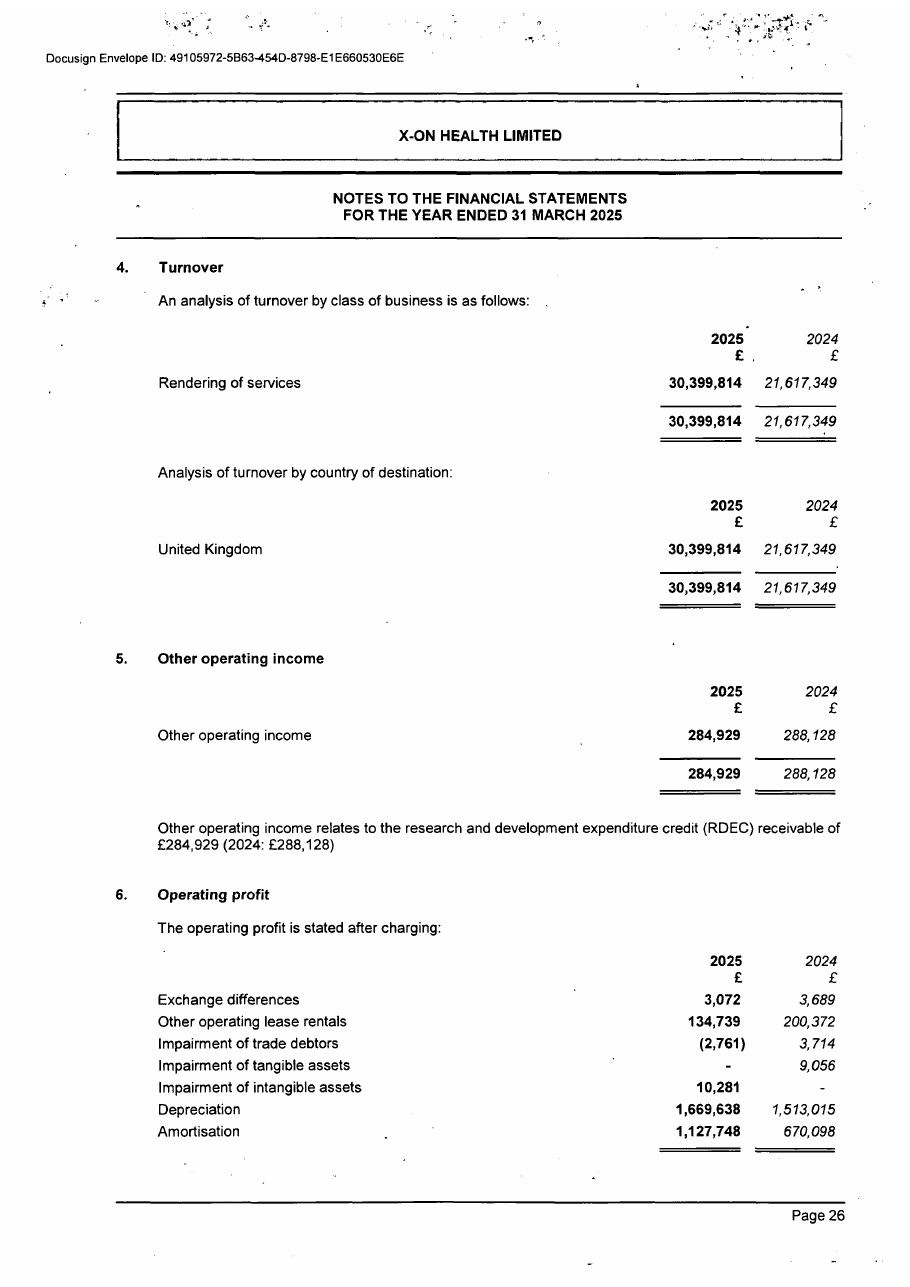 Docusign Envelope ID: 49105972-5B63-454D-8798-E1E660530E6E
X-ON HEALTH LIMITED
NOTES TO THE FINANCIAL STATEMENTS
FOR THE YEAR ENDED 31 MARCH 2025
4. Turnover
An analysis of turnover by class of business is as follows:
2025 2024
£ £
Rendering of services 30,399,814 21,617,349
30,399,814 21,617,349
Analysis of turnover by country of destination:
2025 2024
£ £
United Kingdom 30,399,814 21,617,349
30,399,814 21,617,349
5. Other operating income
2025 2024
£ £
Other operating income 284,929 288,128
284,929 288,128
Other operating income relates to the research and development expenditure credit (RDEC) receivable of
£284,929 (2024: £288,128)
6. Operating profit
The operating profit is stated after charging:
2025 2024
£ £
Exchange differences 3,072 3,689
Other operating lease rentals 134,739 200,372
Impairment of trade debtors (2,761) 3,714
Impairment of tangible assets - 9,056
Impairment of intangible assets 10,281 -
Depreciation 1,669,638 1,513,015
Amortisation 1,127,748 670,098
Page 26